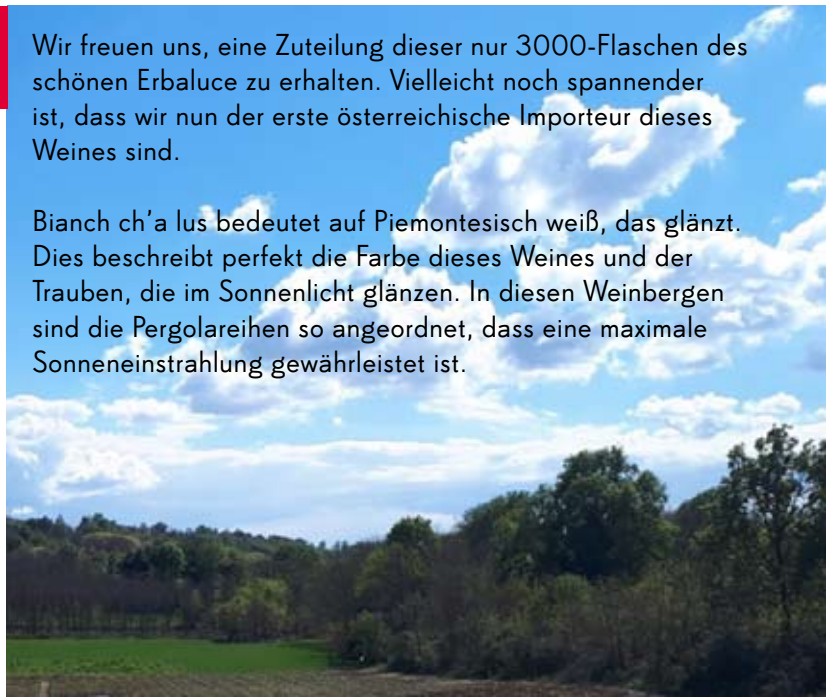 Wir freuen uns, eine Zuteilung dieser nur 3000-Flaschen des
schönen Erbaluce zu erhalten. Vielleicht noch spannender
ist, dass wir nun der erste österreichische Importeur dieses
Weines sind.
Bianch ch'a lus bedeutet auf Piemontesisch weiß, das glänzt.
Dies beschreibt perfekt die Farbe dieses Weines und der
Trauben, die im Sonnenlicht glänzen. In diesen Weinbergen
sind die Pergolareihen so angeordnet, dass eine maximale
Sonneneinstrahlung gewährleistet ist.